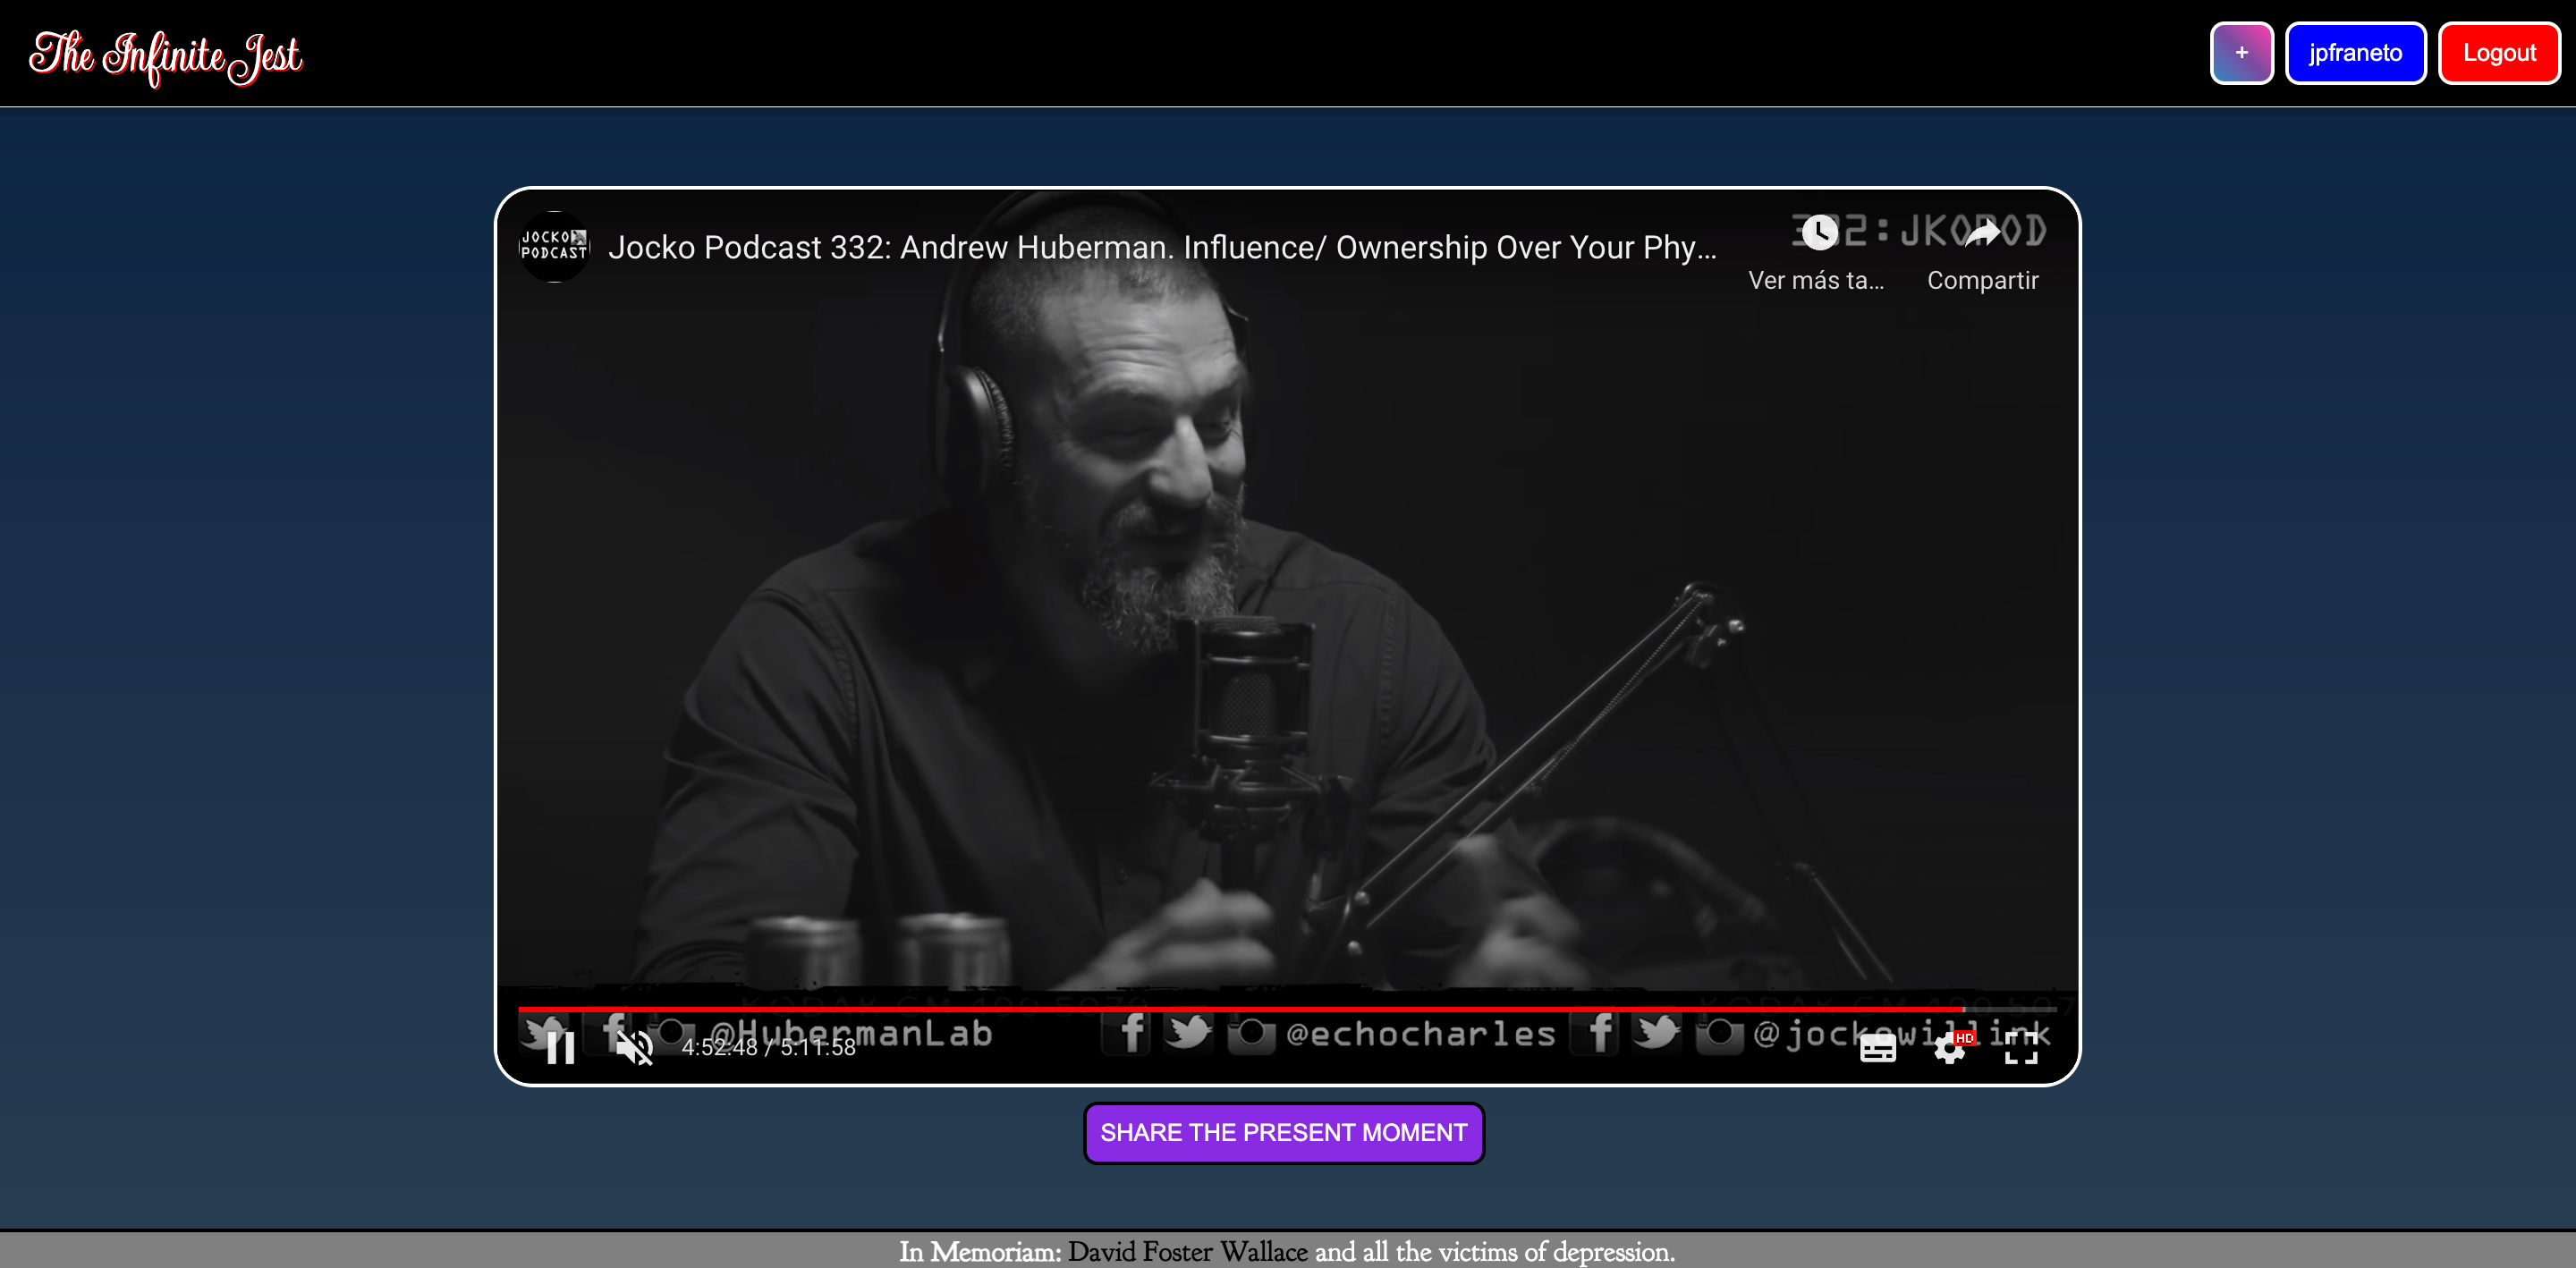 The Infinite Jest
+
jpfraneto
Logout
JOCKO
PODCAST
Jocko Podcast 332: Andrew Huberman. Influence/ Ownership Over Your Phy...
Ver más ta...
Compartir
@HubermanLab
@echocharles
@jockowillink
4:52:48 / 5:11:58
HD
SHARE THE PRESENT MOMENT
In Memoriam: David Foster Wallace and all the victims of depression.